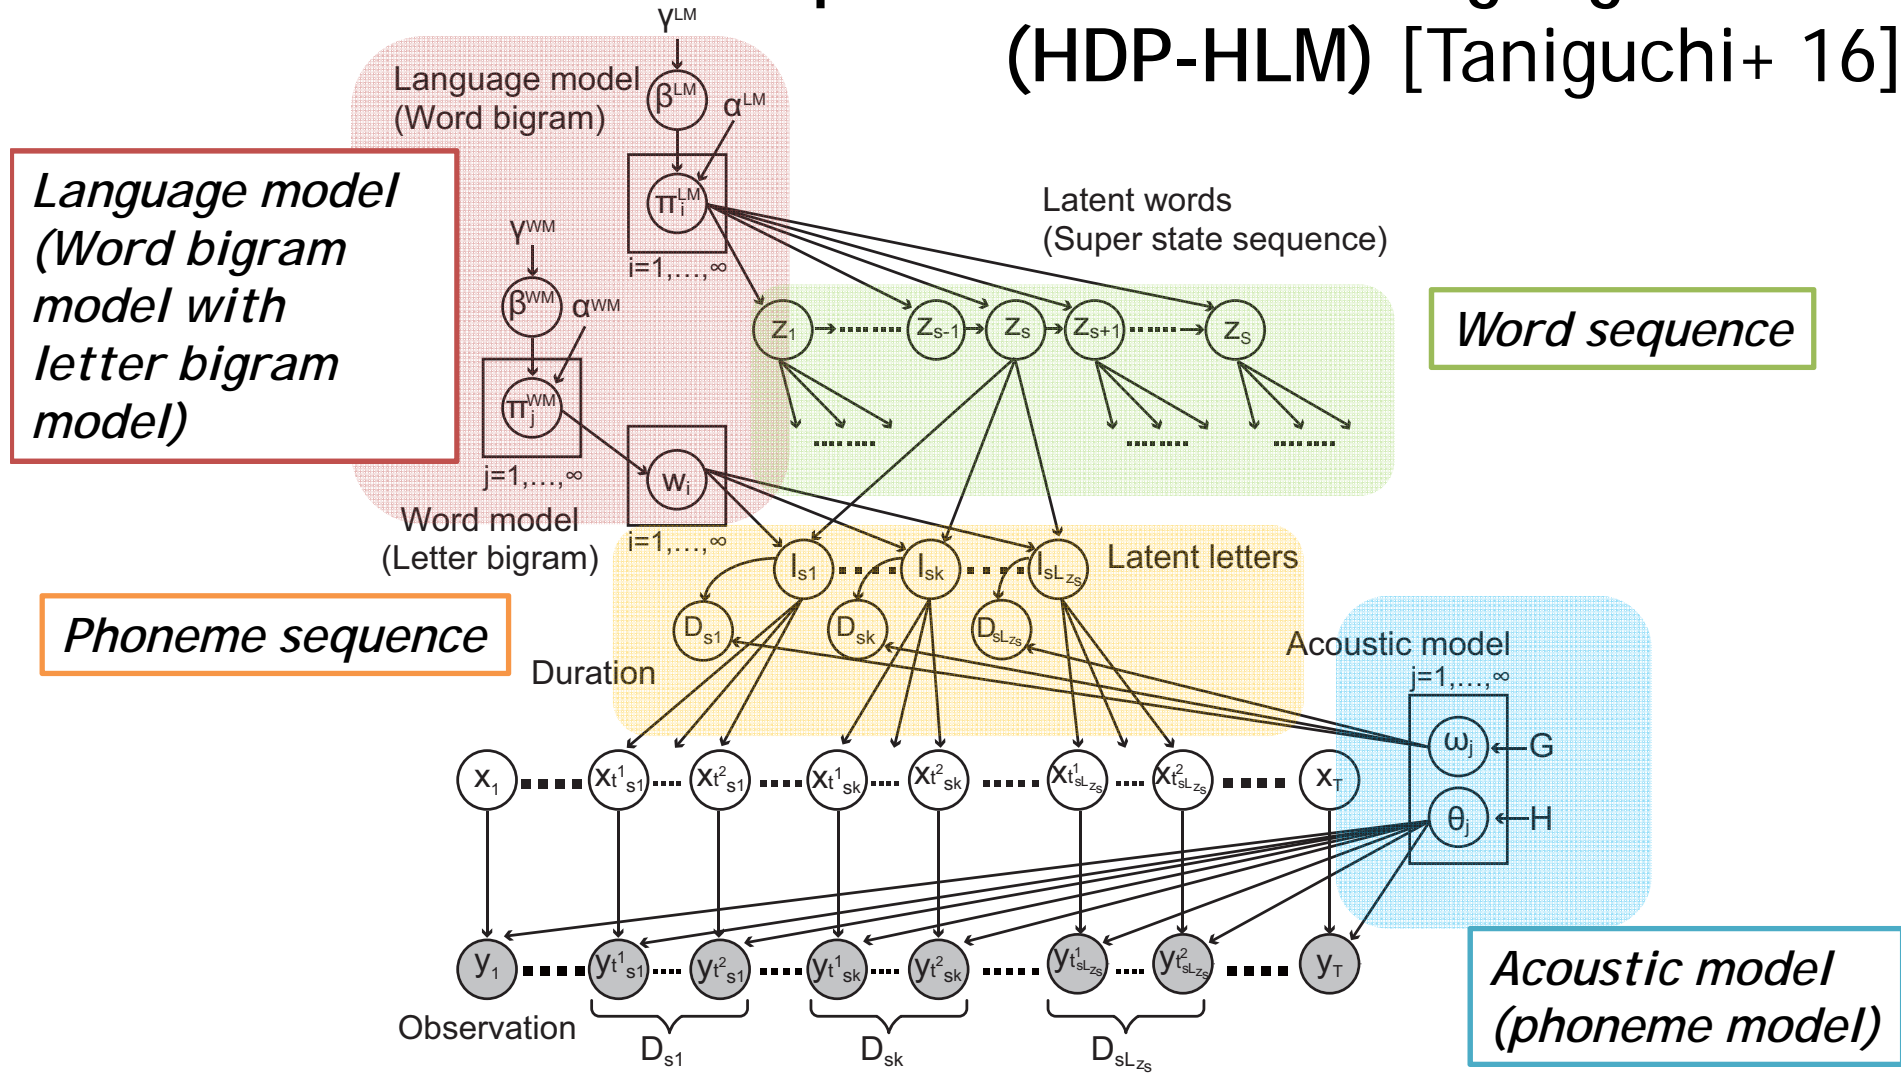 (HDP-HLM) [Taniguchi+ 16]
γLM
Language model
(Word bigram)
βLM
αLM
Language model
(Word bigram
model with
letter bigram
model)
πiLM
i=1,…,∞
Latent words
(Super state sequence)
γWM
βWM
αWM
z1
zs-1
zs
zs+1
zS
Word sequence
πjWM
j=1,…,∞
wi
i=1,…,∞
Word model
(Letter bigram)
ls1
lsk
lsLzs
Latent letters
Phoneme sequence
Ds1
Dsk
DsLzs
Duration
Acoustic model
j=1,…,∞
ωj
G
θj
H
x1
xt1s1
xt2s1
xt1sk
xt2sk
xt1sLzs
xt2sLzs
xT
y1
yt1s1
yt2s1
yt1sk
yt2sk
yt1sLzs
yt2sLzs
yT
Observation
Ds1
Dsk
DsLzs
Acoustic model
(phoneme model)